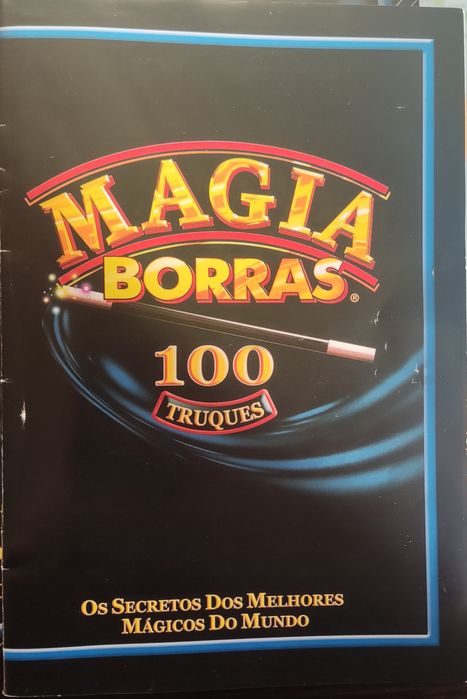 MAGIA
BORRAS®
100
TRUQUES
OS SECRETOS DOS MELHORES
MÁGICOS DO MUNDO